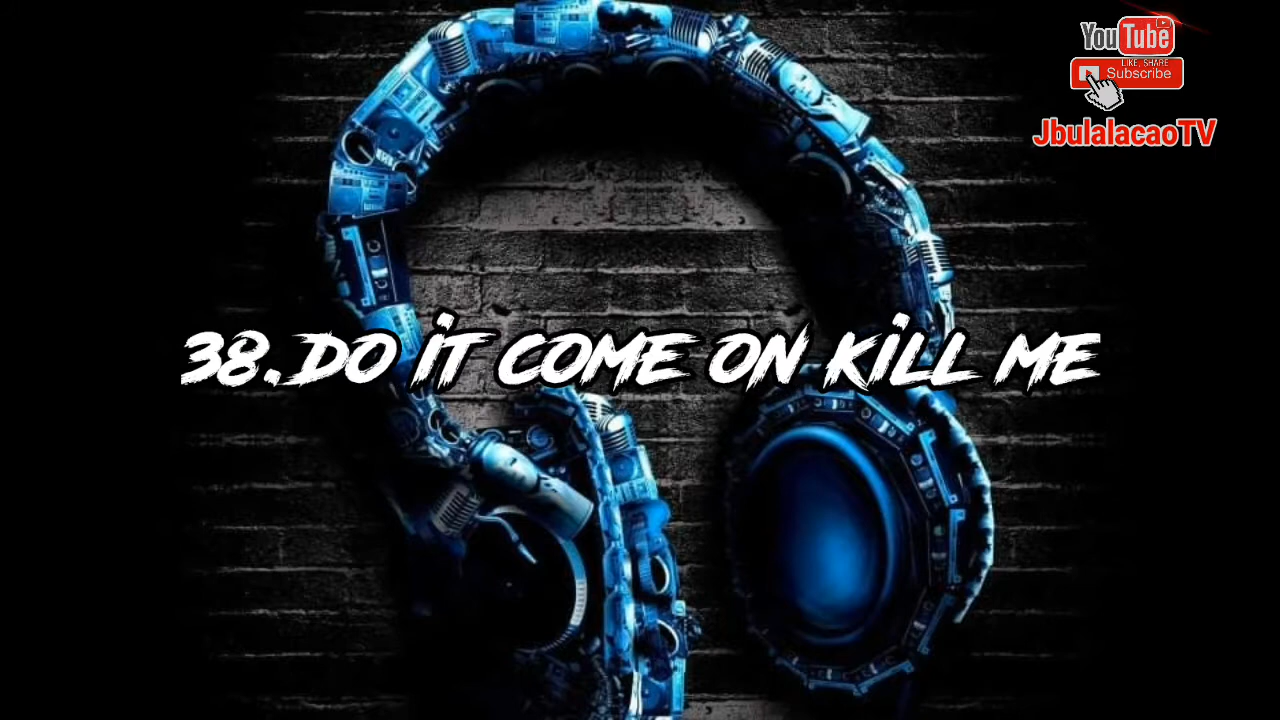 YouTube
LIKE, SHARE
Subscribe
JbulalacaoTV
38.DO iT COME ON KiLL ME